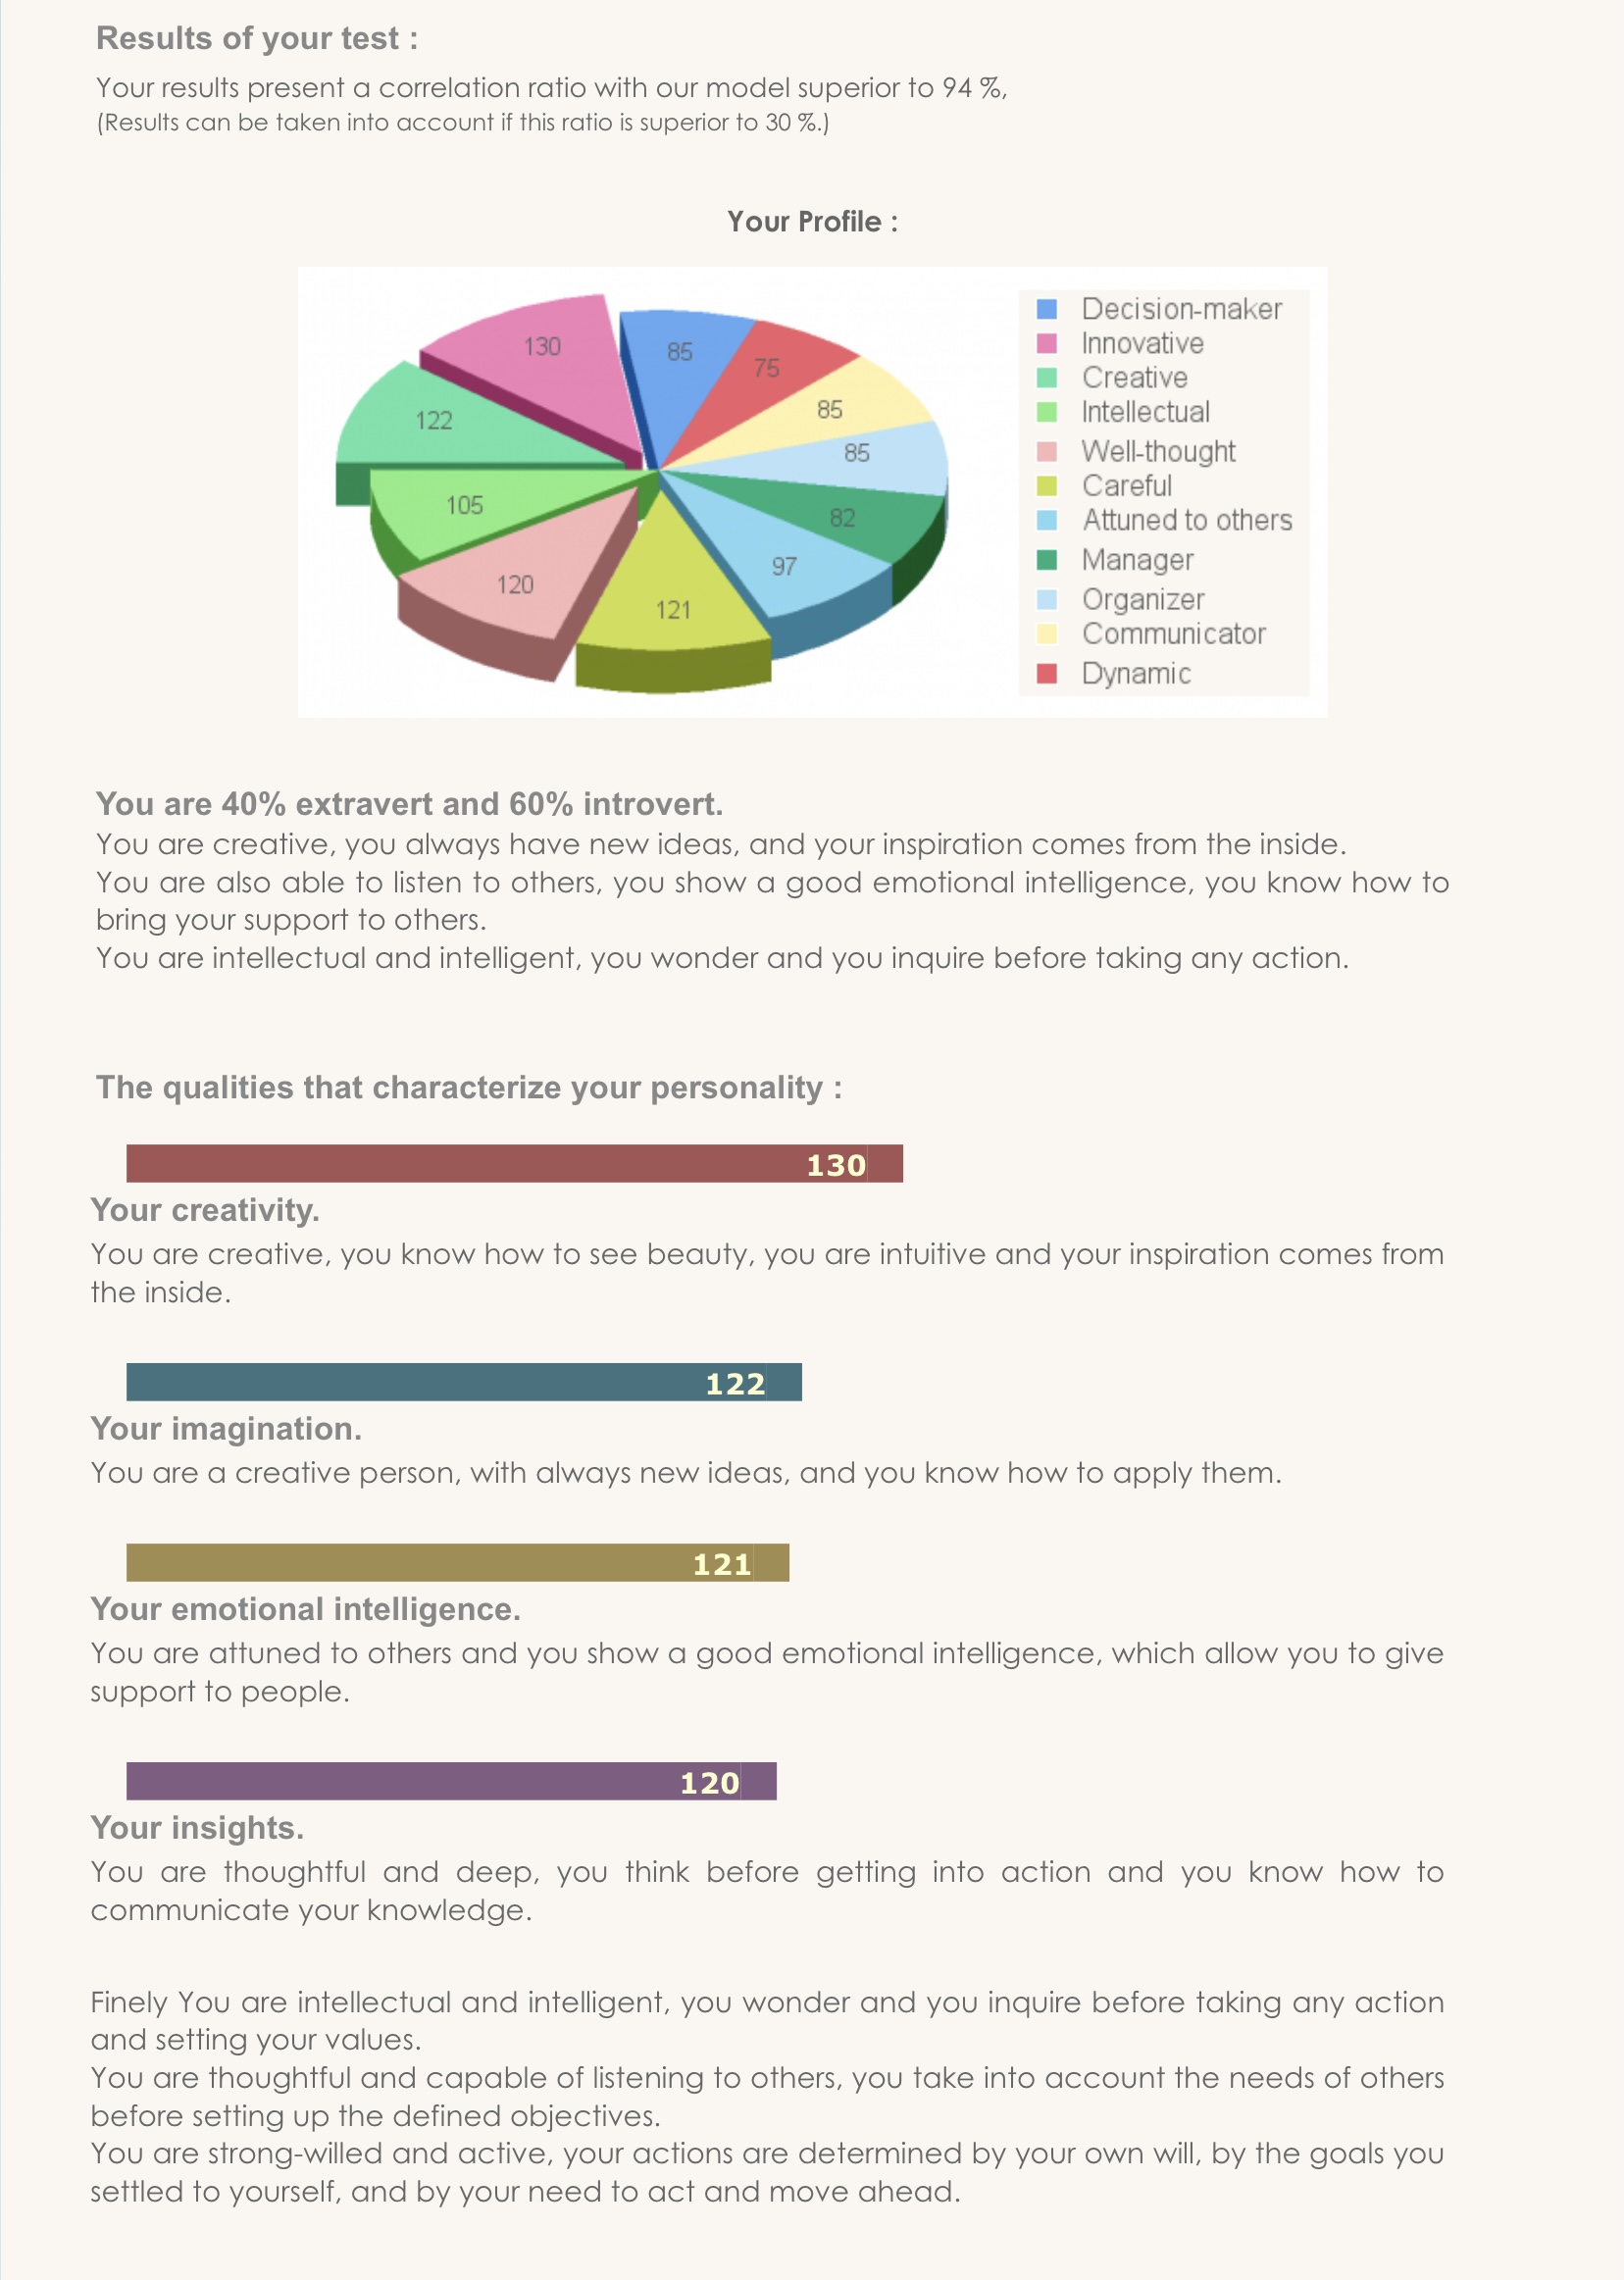 Results of your test :
Your results present a correlation ratio with our model superior to 94 %,
(Results can be taken into account if this ratio is superior to 30 %.)
Your Profile :
130
85
75
85
122
85
105
82
97
120
121
Decision-maker
Innovative
Creative
Intellectual
Well-thought
Careful
Attuned to others
Manager
Organizer
Communicator
Dynamic
You are 40% extravert and 60% introvert.
You are creative, you always have new ideas, and your inspiration comes from the inside.
You are also able to listen to others, you show a good emotional intelligence, you know how to
bring your support to others.
You are intellectual and intelligent, you wonder and you inquire before taking any action.
The qualities that characterize your personality :
130
Your creativity.
You are creative, you know how to see beauty, you are intuitive and your inspiration comes from
the inside.
122
Your imagination.
You are a creative person, with always new ideas, and you know how to apply them.
121
Your emotional intelligence.
You are attuned to others and you show a good emotional intelligence, which allow you to give
support to people.
120
Your insights.
You are thoughtful and deep, you think before getting into action and you know how to
communicate your knowledge.
Finely You are intellectual and intelligent, you wonder and you inquire before taking any action
and setting your values.
You are thoughtful and capable of listening to others, you take into account the needs of others
before setting up the defined objectives.
You are strong-willed and active, your actions are determined by your own will, by the goals you
settled to yourself, and by your need to act and move ahead.